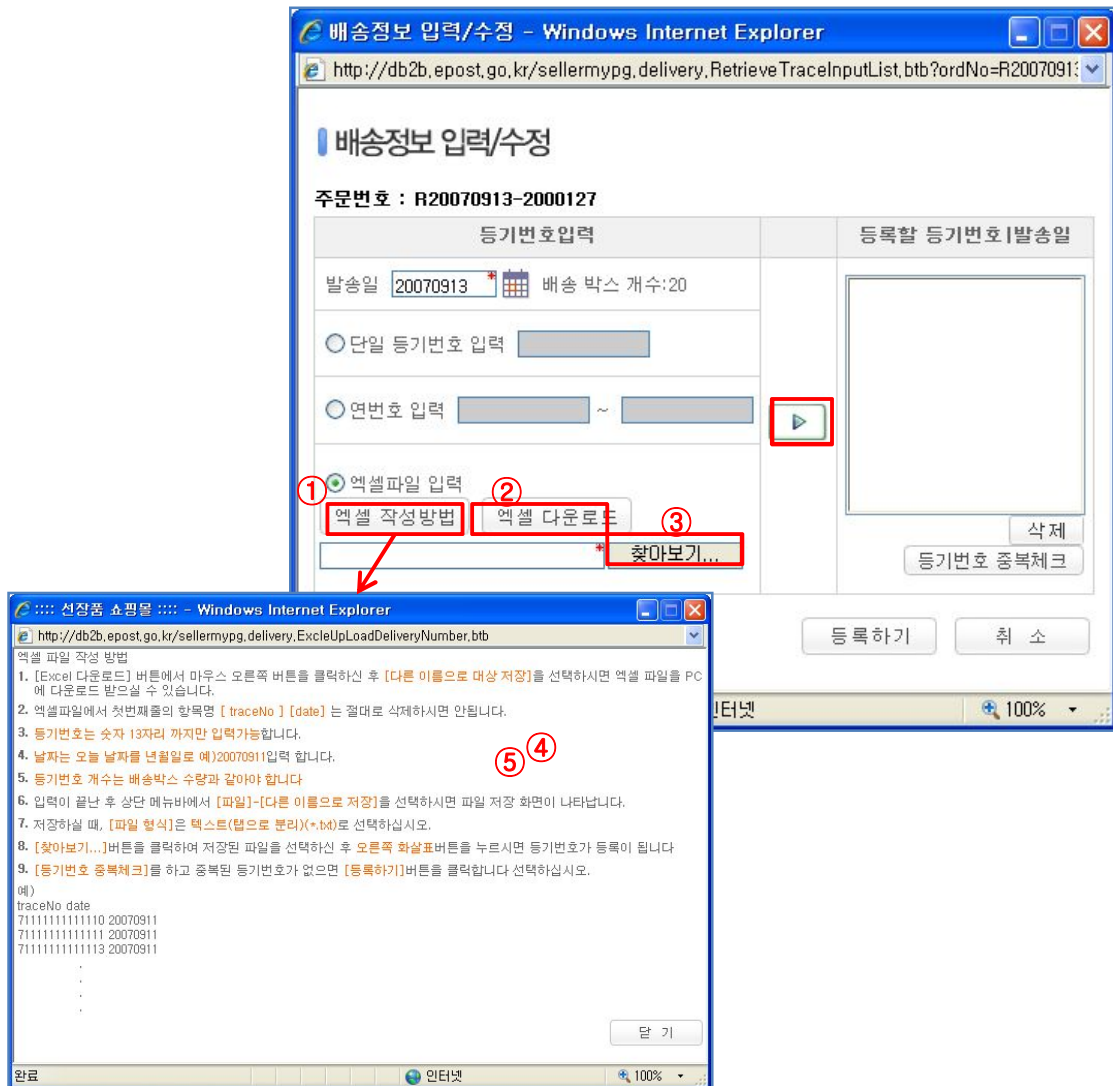 배송정보 입력/수정 - Windows Internet Explorer
http://db2b.epost.go.kr/sellermypg.delivery.RetrieveTraceInputList.btb?ordNo=R20070913
배송정보 입력/수정
주문번호 : R20070913-2000127
등기번호입력
등록할 등기번호|발송일
발송일 20070913 * 배송 박스 개수:20
단일 등기번호 입력
연번호 입력 ~
① 엑셀파일 입력
②
엑셀 작성방법 엑셀 다운로드
③
* 찾아보기...
삭제
등기번호 중복체크
등록하기 취 소
인터넷 100%
:::: 선장품 쇼핑몰 :::: - Windows Internet Explorer
http://db2b.epost.go.kr/sellermypg.delivery.ExcleUpLoadDeliveryNumber.btb
엑셀 파일 작성 방법
1. [Excel 다운로드] 버튼에서 마우스 오른쪽 버튼을 클릭하신 후 [다른 이름으로 대상 저장]을 선택하시면 엑셀 파일을 PC
에 다운로드 받으실 수 있습니다.
2. 엑셀파일에서 첫번째줄의 항목명 [ traceNo ] [date] 는 절대로 삭제하시면 안됩니다.
3. 등기번호는 숫자 13자리 까지만 입력가능합니다.
4. 날짜는 오늘 날짜를 년월일로 예)20070911입력 합니다.
⑤ ④
5. 등기번호 개수는 배송박스 수량과 같아야 합니다
6. 입력이 끝난 후 상단 메뉴바에서 [파일]-[다른 이름으로 저장]을 선택하시면 파일 저장 화면이 나타납니다.
7. 저장하실 때, [파일 형식]은 텍스트(탭으로 분리)(*.txt)로 선택하십시오.
8. [찾아보기...]버튼을 클릭하여 저장된 파일을 선택하신 후 오른쪽 화살표버튼을 누르시면 등기번호가 등록이 됩니다
9. [등기번호 중복체크]를 하고 중복된 등기번호가 없으면 [등록하기]버튼을 클릭합니다 선택하십시오.
예)
traceNo date
71111111111110 20070911
71111111111111 20070911
71111111111113 20070911
.
.
.
.
닫 기
완료 인터넷 100%